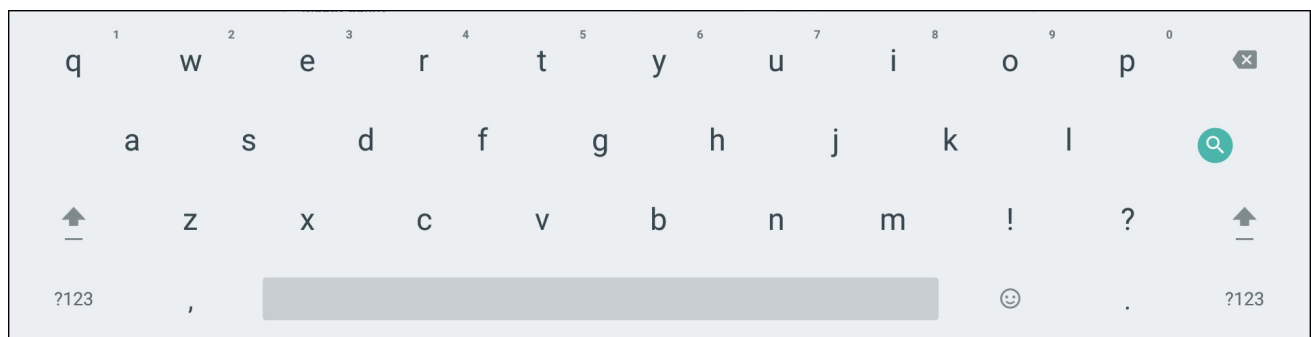 1 2 3 4 5 6 7 8 9 0
q w e r t y u i o p
a s d f g h j k l
z x c v b n m ! ?
?123 , . ?123